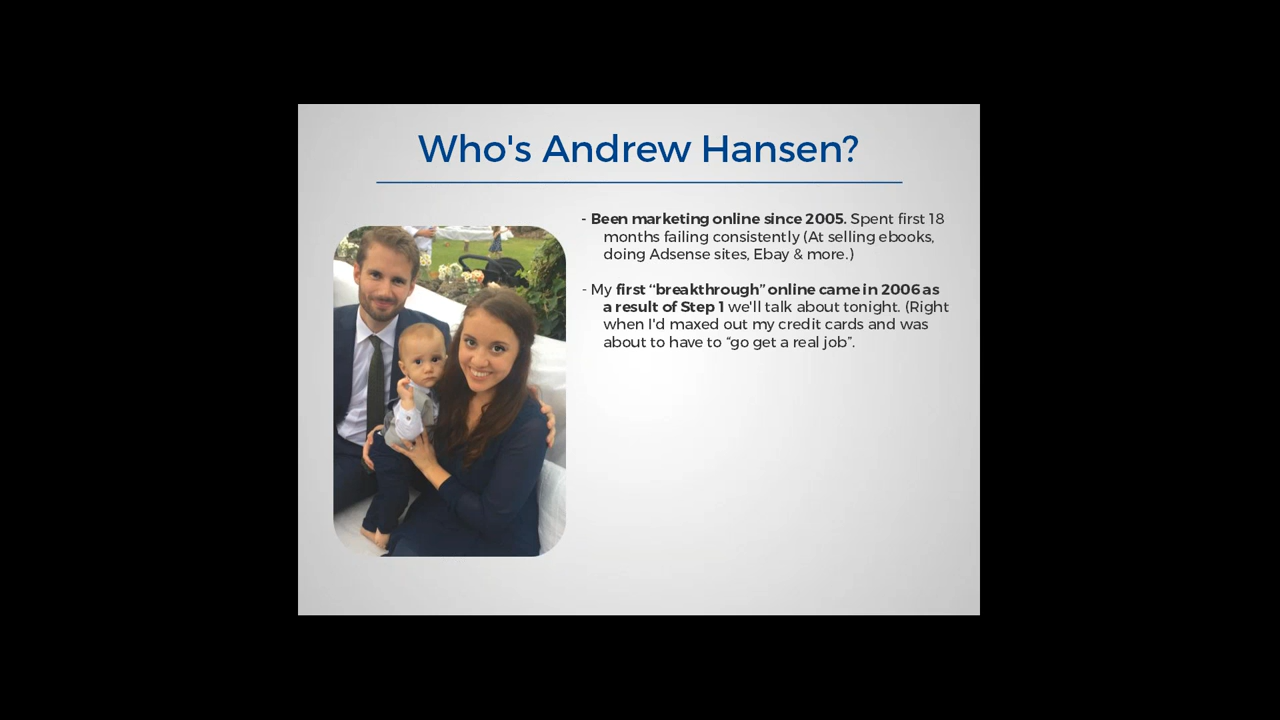 Who's Andrew Hansen?
- Been marketing online since 2005. Spent first 18
months failing consistently (At selling ebooks,
doing Adsense sites, Ebay & more.)
- My first “breakthrough” online came in 2006 as
a result of Step 1 we'll talk about tonight. (Right
when I'd maxed out my credit cards and was
about to have to “go get a real job”.